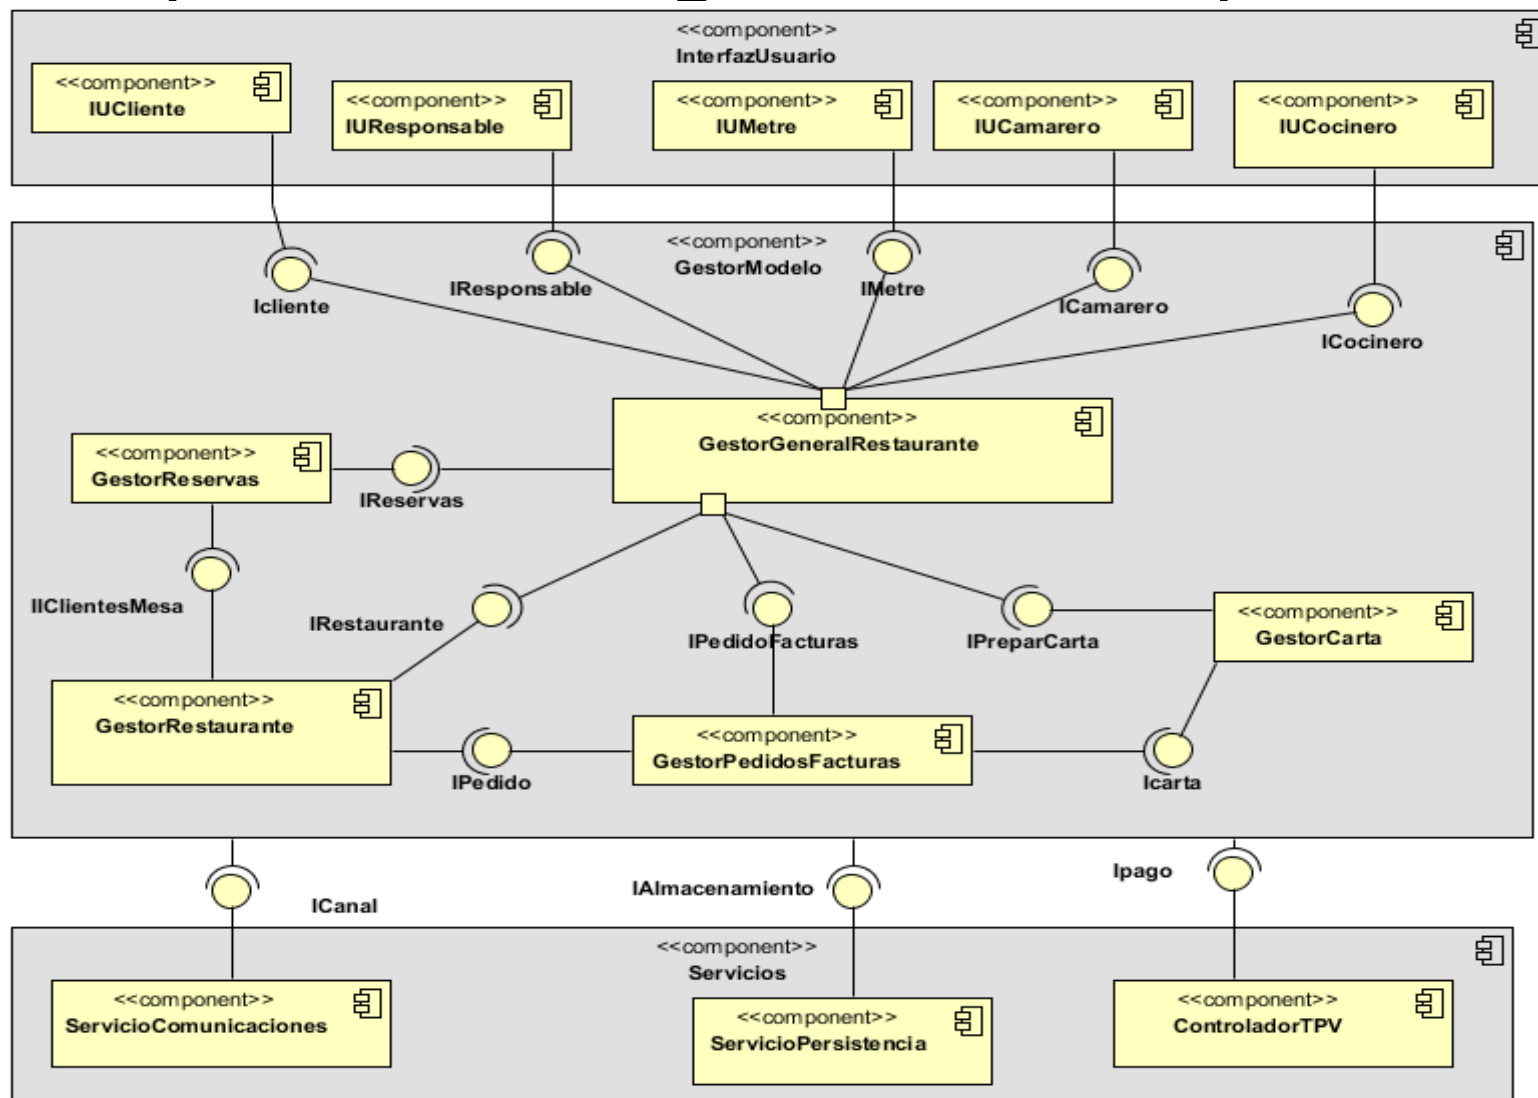 <<component>>
InterfazUsuario
<<component>>
IUCliente
<<component>>
IUResponsable
<<component>>
IUMetre
<<component>>
IUCamarero
<<component>>
IUCocinero
<<component>>
GestorModelo
Icliente
IResponsable
IMetre
ICamarero
ICocinero
<<component>>
GestorGeneralRestaurante
<<component>>
GestorReservas
IReservas
IIClientesMesa
IRestaurante
IPedidoFacturas
IPreparCarta
<<component>>
GestorCarta
<<component>>
GestorRestaurante
IPedido
<<component>>
GestorPedidosFacturas
Icarta
ICanal
IAlmacenamiento
Ipago
<<component>>
Servicios
<<component>>
ServicioComunicaciones
<<component>>
ServicioPersistencia
<<component>>
ControladorTPV